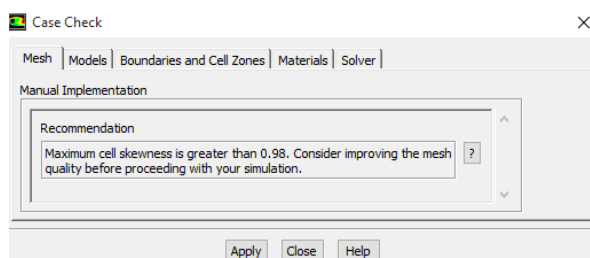 Case Check
Mesh Models Boundaries and Cell Zones Materials Solver
Manual Implementation
Recommendation
Maximum cell skewness is greater than 0.98. Consider improving the mesh ?
quality before proceeding with your simulation.
Apply Close Help